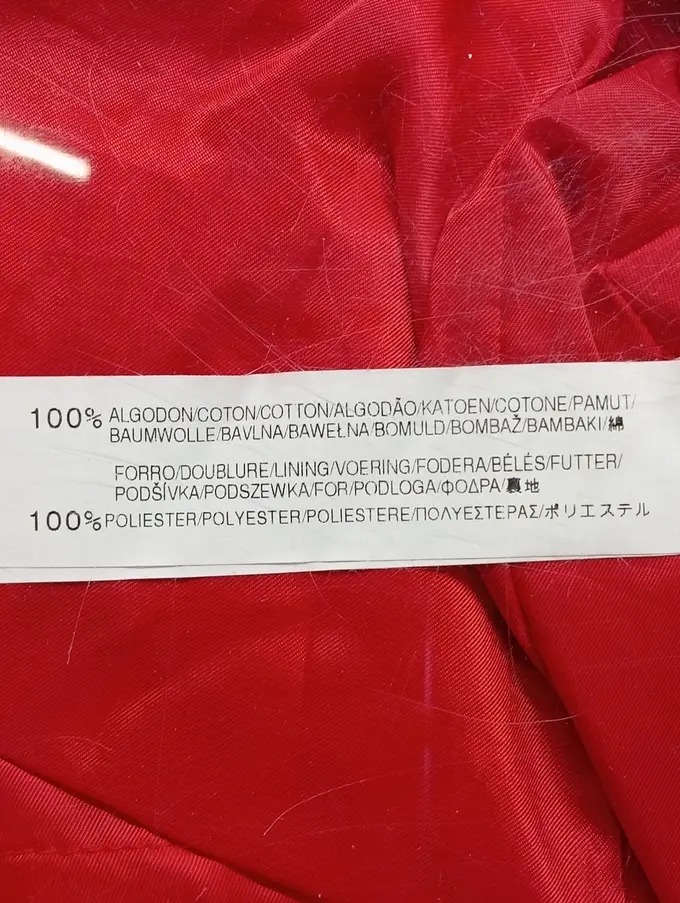 100% ALGODON/COTON/COTTON/ALGODÃO/KATOEN/COTONE/PAMUT/
BAUMWOLLE/BAVLNA/BAWEŁNA/BOMULD/BOMBAŽ/BAMBAKI/綿
FORRO/DOUBLURE/LINING/VOERING/FODERA/BÉLÉS/FUTTER/
PODŠÍVKA/PODSZEWKA/FOR/PODLOGA/ΦΟΔΡΑ/裏地
100% POLIESTER/POLYESTER/POLIESTERE/ΠΟΛΥΕΣΤΕΡΑΣ/ポリエステル